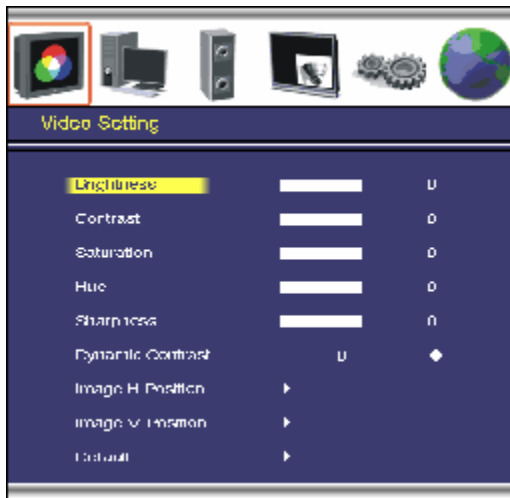 Video Setting
Brightness 0
Contrast 0
Saturation 0
Hue 0
Sharpness 0
Dynamic Contrast 0
Image H Position
Image V Position
Default